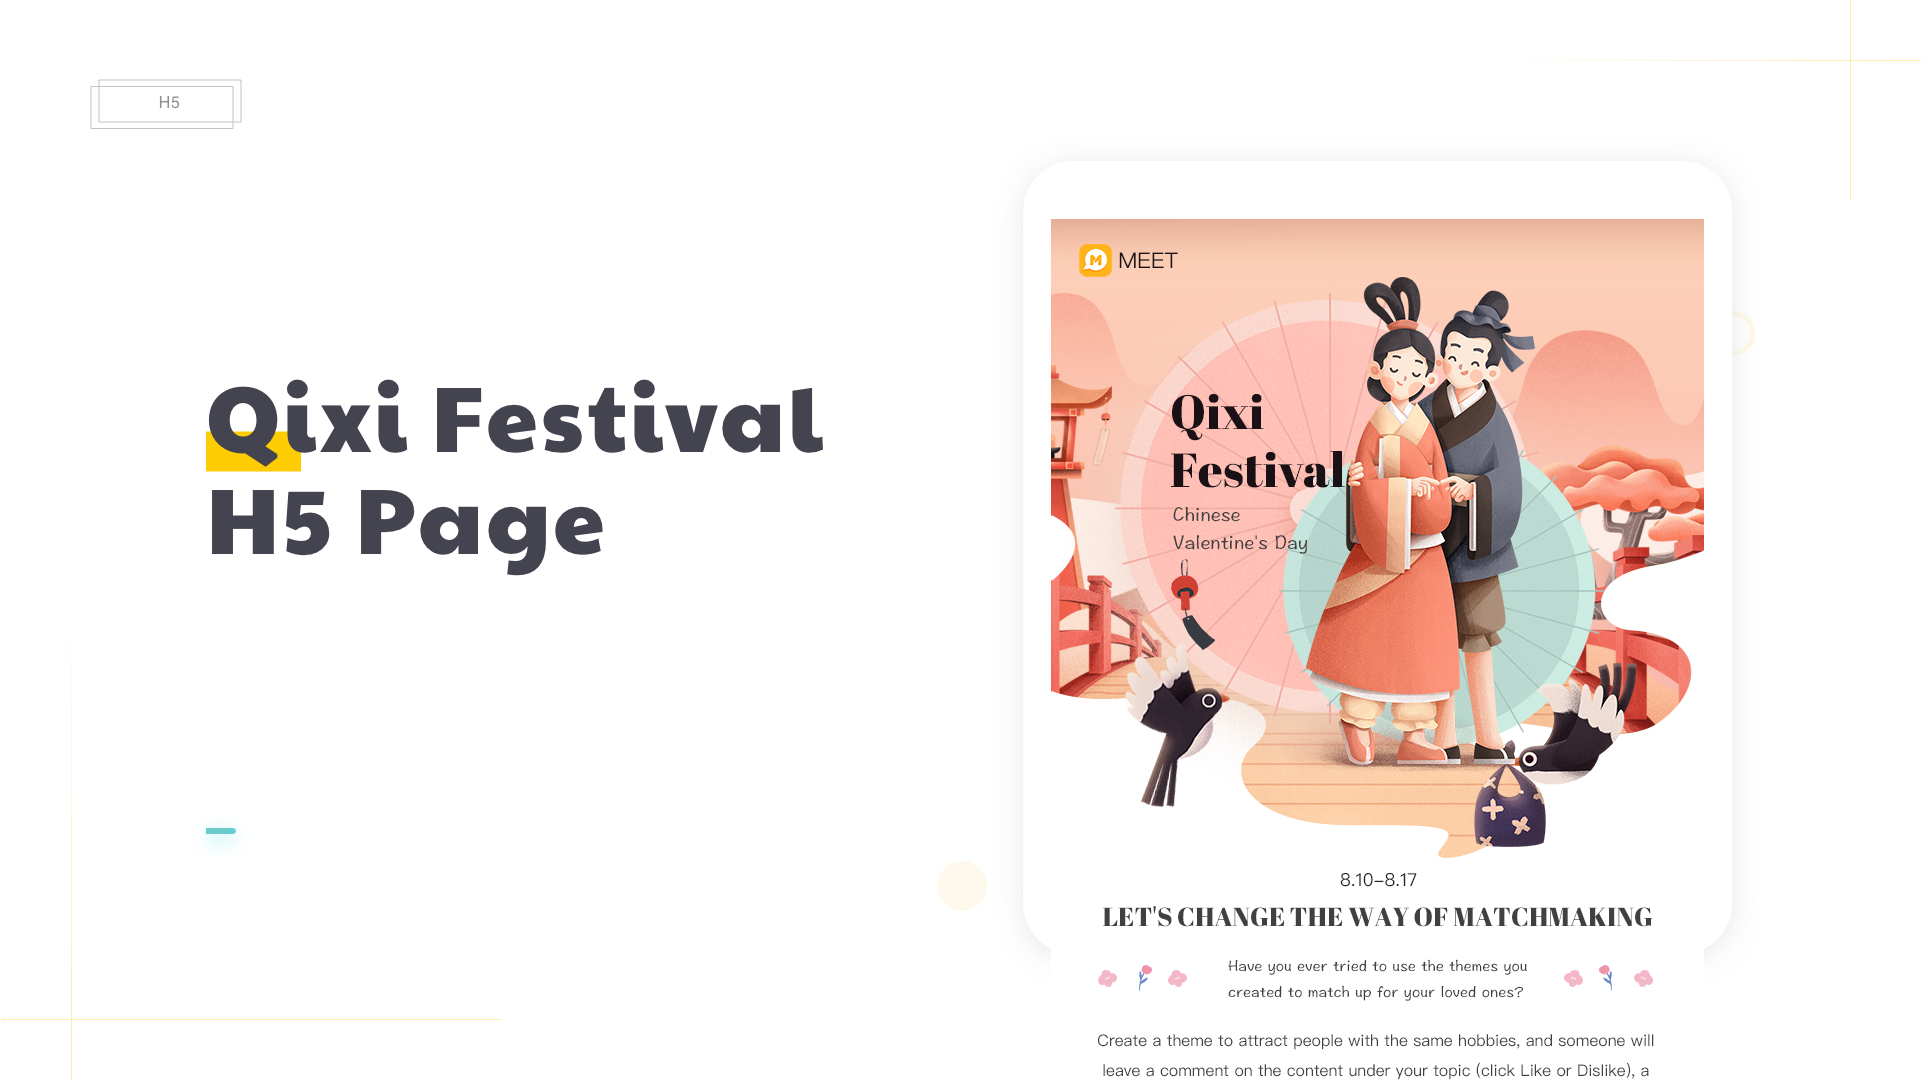 H5
Qixi Festival
H5 Page
M MEET
Qixi
Festival
Chinese
Valentine's Day
8.10–8.17
LET'S CHANGE THE WAY OF MATCHMAKING
Have you ever tried to use the themes you
created to match up for your loved ones?
Create a theme to attract people with the same hobbies, and someone will
leave a comment on the content under your topic (click Like or Dislike), a